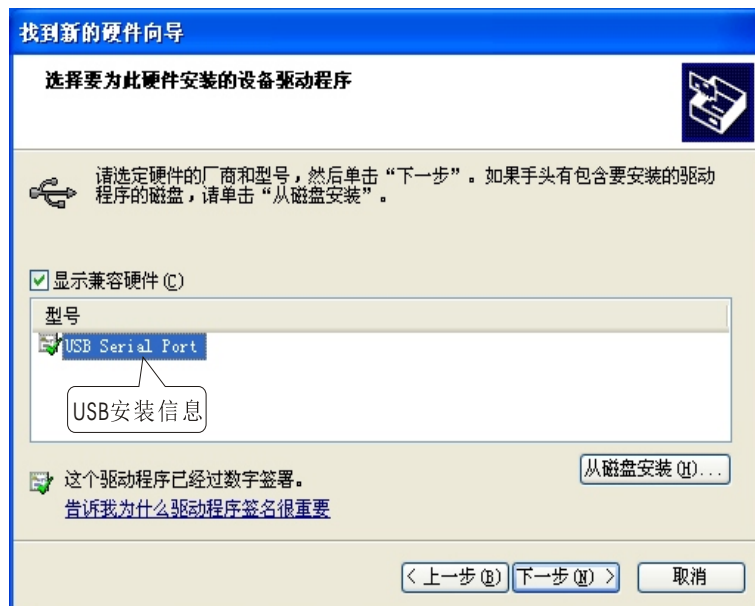 找到新的硬件向导
选择要为此硬件安装的设备驱动程序
请选定硬件的厂商和型号，然后单击“下一步”。如果手头有包含要安装的驱动
程序的磁盘，请单击“从磁盘安装”。
显示兼容硬件(C)
型号
USB Serial Port
USB安装信息
这个驱动程序已经过数字签署。
从磁盘安装(H)...
告诉我为什么驱动程序签名很重要
< 上一步(B) 下一步(N) > 取消